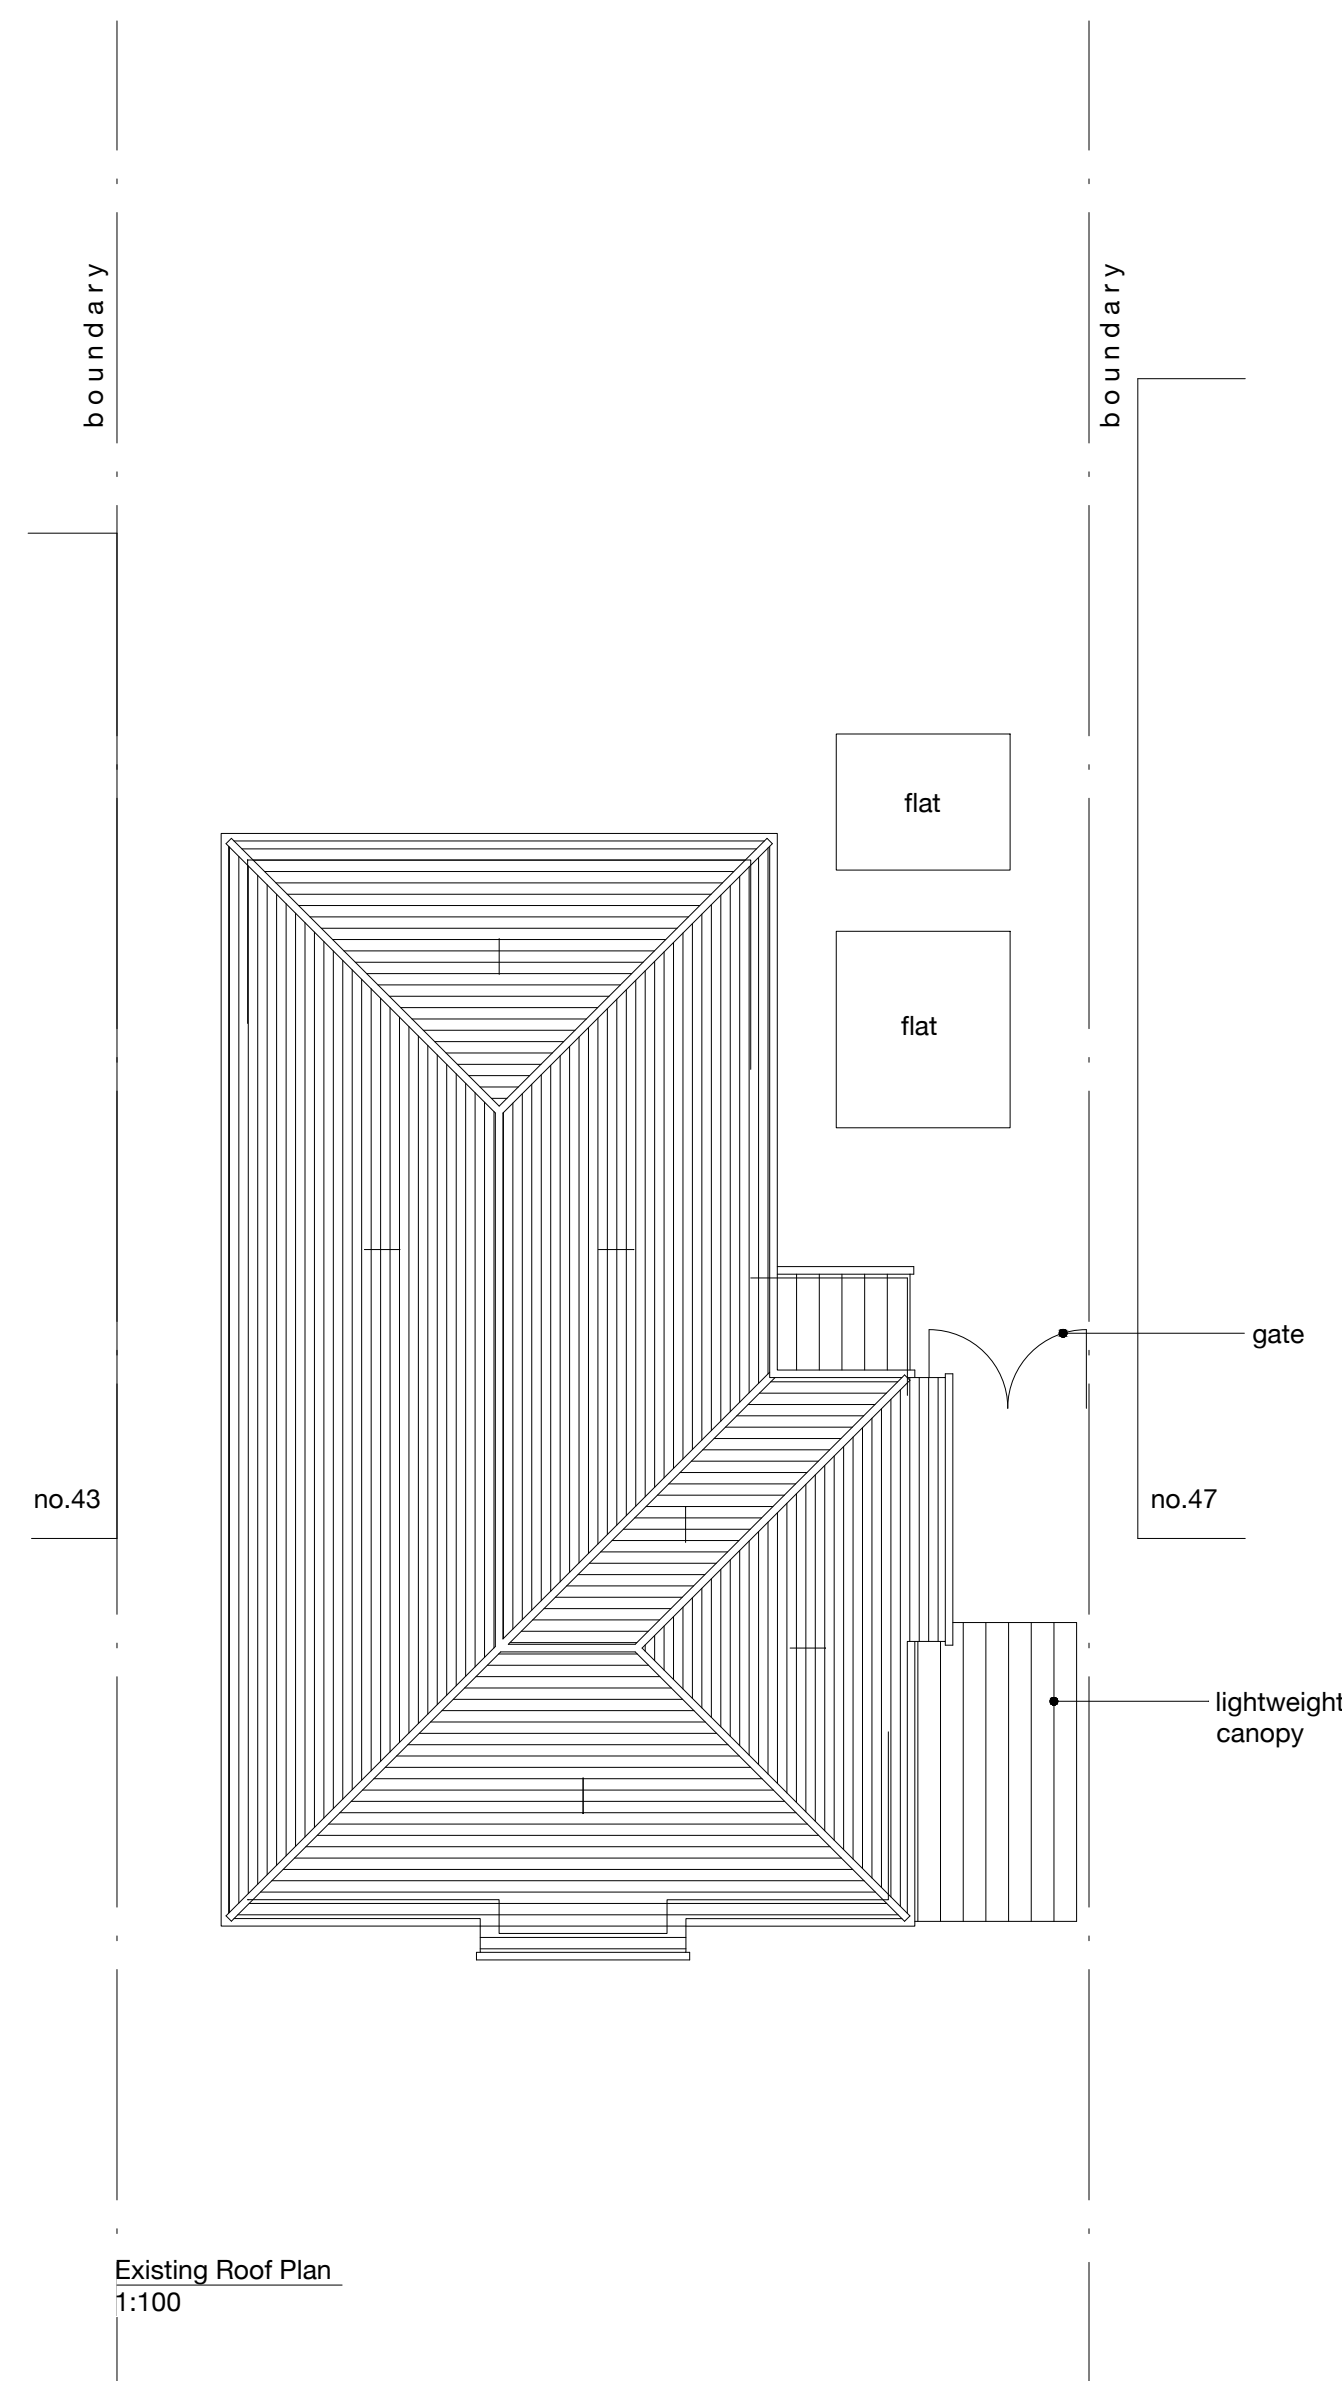 boundary
boundary
flat
flat
gate
no.43
no.47
lightweight
canopy
Existing Roof Plan
1:100